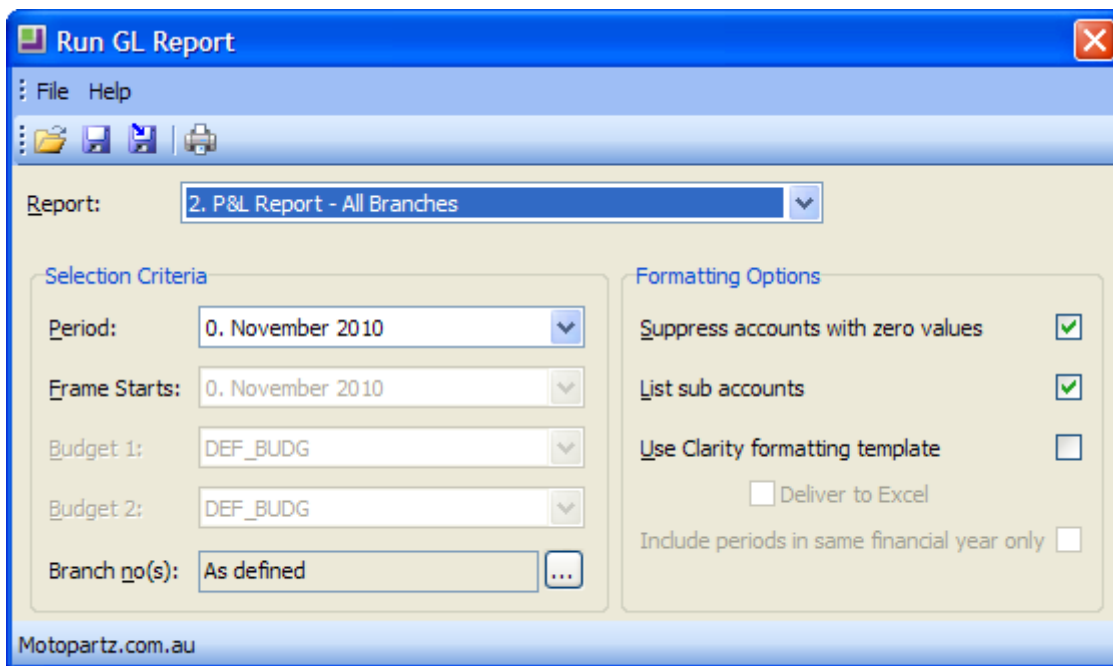 Run GL Report
File Help
Report: 2. P&L Report - All Branches
Selection Criteria
Period: 0. November 2010
Frame Starts: 0. November 2010
Budget 1: DEF_BUDG
Budget 2: DEF_BUDG
Branch no(s): As defined ...
Formatting Options
Suppress accounts with zero values
List sub accounts
Use Clarity formatting template
Deliver to Excel
Include periods in same financial year only
Motopartz.com.au